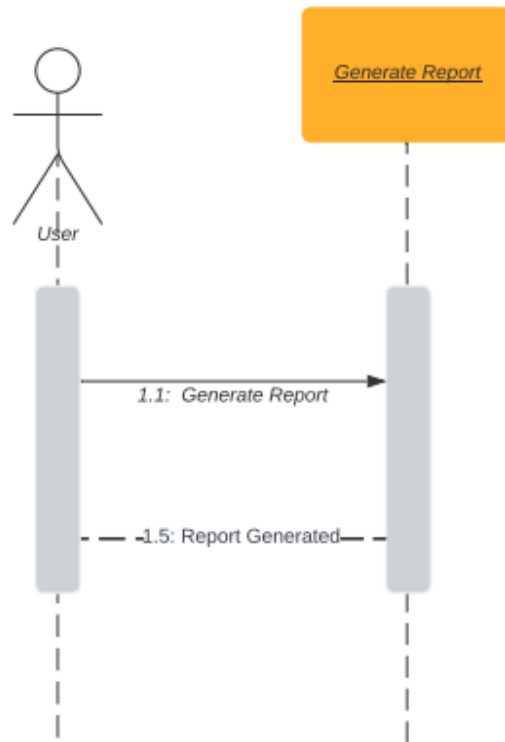 Generate Report
User
1.1: Generate Report
1.5: Report Generated